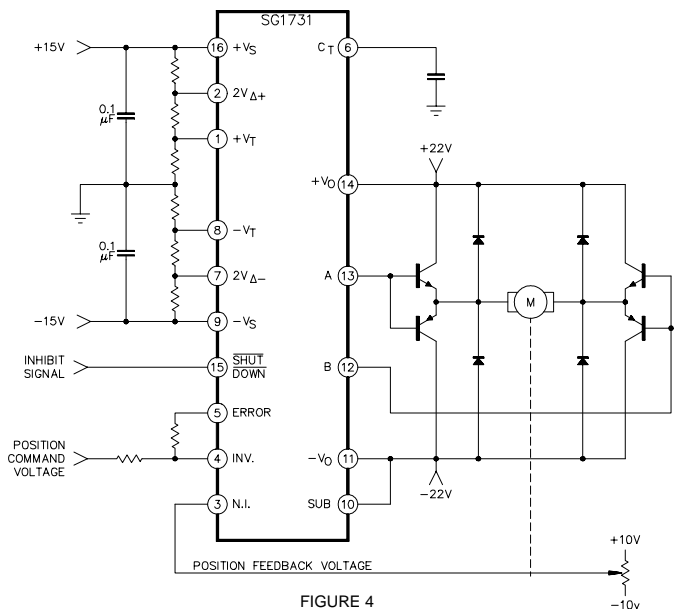 SG1731
+15V
16 +VS
CT 6
2 2VΔ+
0.1
μF
1 +VT
+22V
+VO 14
8 -VT
0.1
μF
7 2VΔ-
A 13
M
-15V
9 -VS
INHIBIT
SIGNAL
15 SHUT
DOWN
B 12
5 ERROR
POSITION
COMMAND
VOLTAGE
4 INV.
-VO 11
-22V
3 N.I.
SUB 10
+10V
POSITION FEEDBACK VOLTAGE
-10v
FIGURE 4